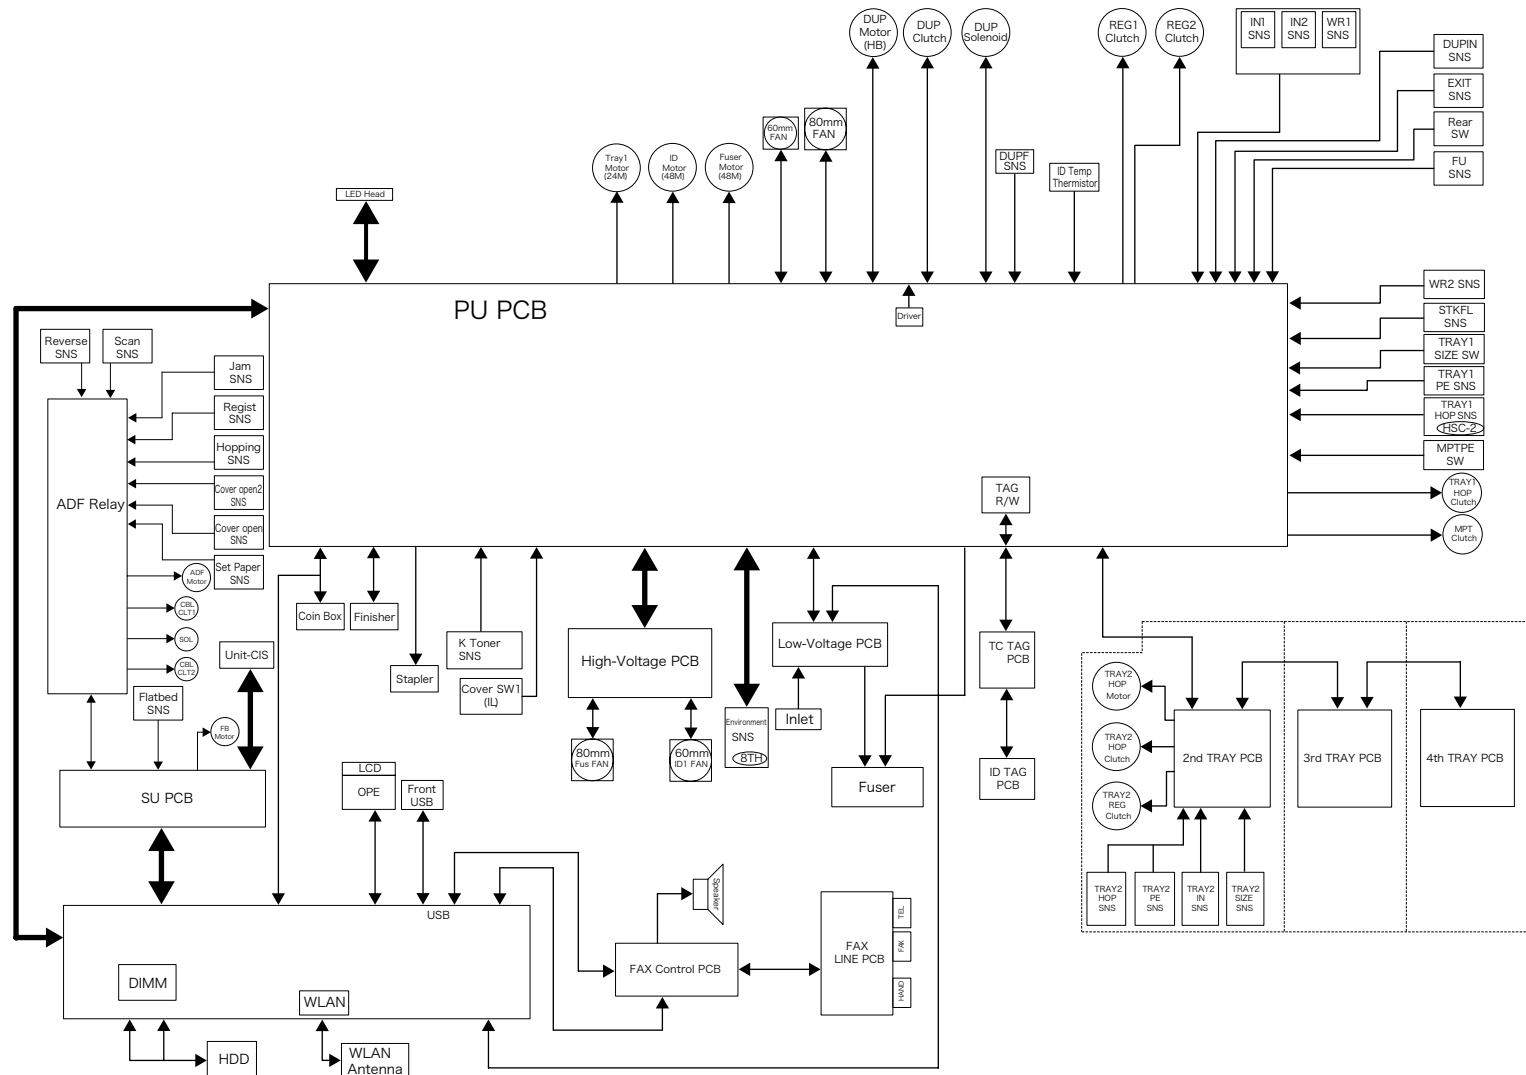 DUP
Motor
(HB)
DUP
Clutch
DUP
Solenoid
REG1
Clutch
REG2
Clutch
IN1
SNS
IN2
SNS
WR1
SNS
DUPIN
SNS
EXIT
SNS
Rear
SW
FU
SNS
60mm
FAN
80mm
FAN
Tray1
Motor
(24M)
ID
Motor
(48M)
Fuser
Motor
(48M)
DUPF
SNS
ID Temp
Thermistor
LED Head
PU PCB
Driver
WR2 SNS
STKFL
SNS
TRAY1
SIZE SW
TRAY1
PE SNS
TRAY1
HOP SNS
HSC-2
MPTPE
SW
TRAY1
HOP
Clutch
MPT
Clutch
TAG
R/W
Reverse
SNS
Scan
SNS
Jam
SNS
Regist
SNS
Hopping
SNS
Cover open2
SNS
Cover open
SNS
Set Paper
SNS
ADF Relay
ADF
Motor
CBL
CLT1
SOL
CBL
CLT2
Unit-CIS
Flatbed
SNS
FB
Motor
SU PCB
Coin Box
Finisher
Stapler
K Toner
SNS
Cover SW1
(IL)
High-Voltage PCB
80mm
Fus FAN
60mm
ID1 FAN
Environment
SNS
8TH
Low-Voltage PCB
Inlet
Fuser
TC TAG
PCB
ID TAG
PCB
TRAY2
HOP
Motor
TRAY2
HOP
Clutch
TRAY2
REG
Clutch
2nd TRAY PCB
3rd TRAY PCB
4th TRAY PCB
TRAY2
HOP
SNS
TRAY2
PE
SNS
TRAY2
IN
SNS
TRAY2
SIZE
SNS
LCD
OPE
Front
USB
USB
DIMM
WLAN
HDD
WLAN
Antenna
Speaker
FAX Control PCB
FAX
LINE PCB
TEL
FAX
HAND